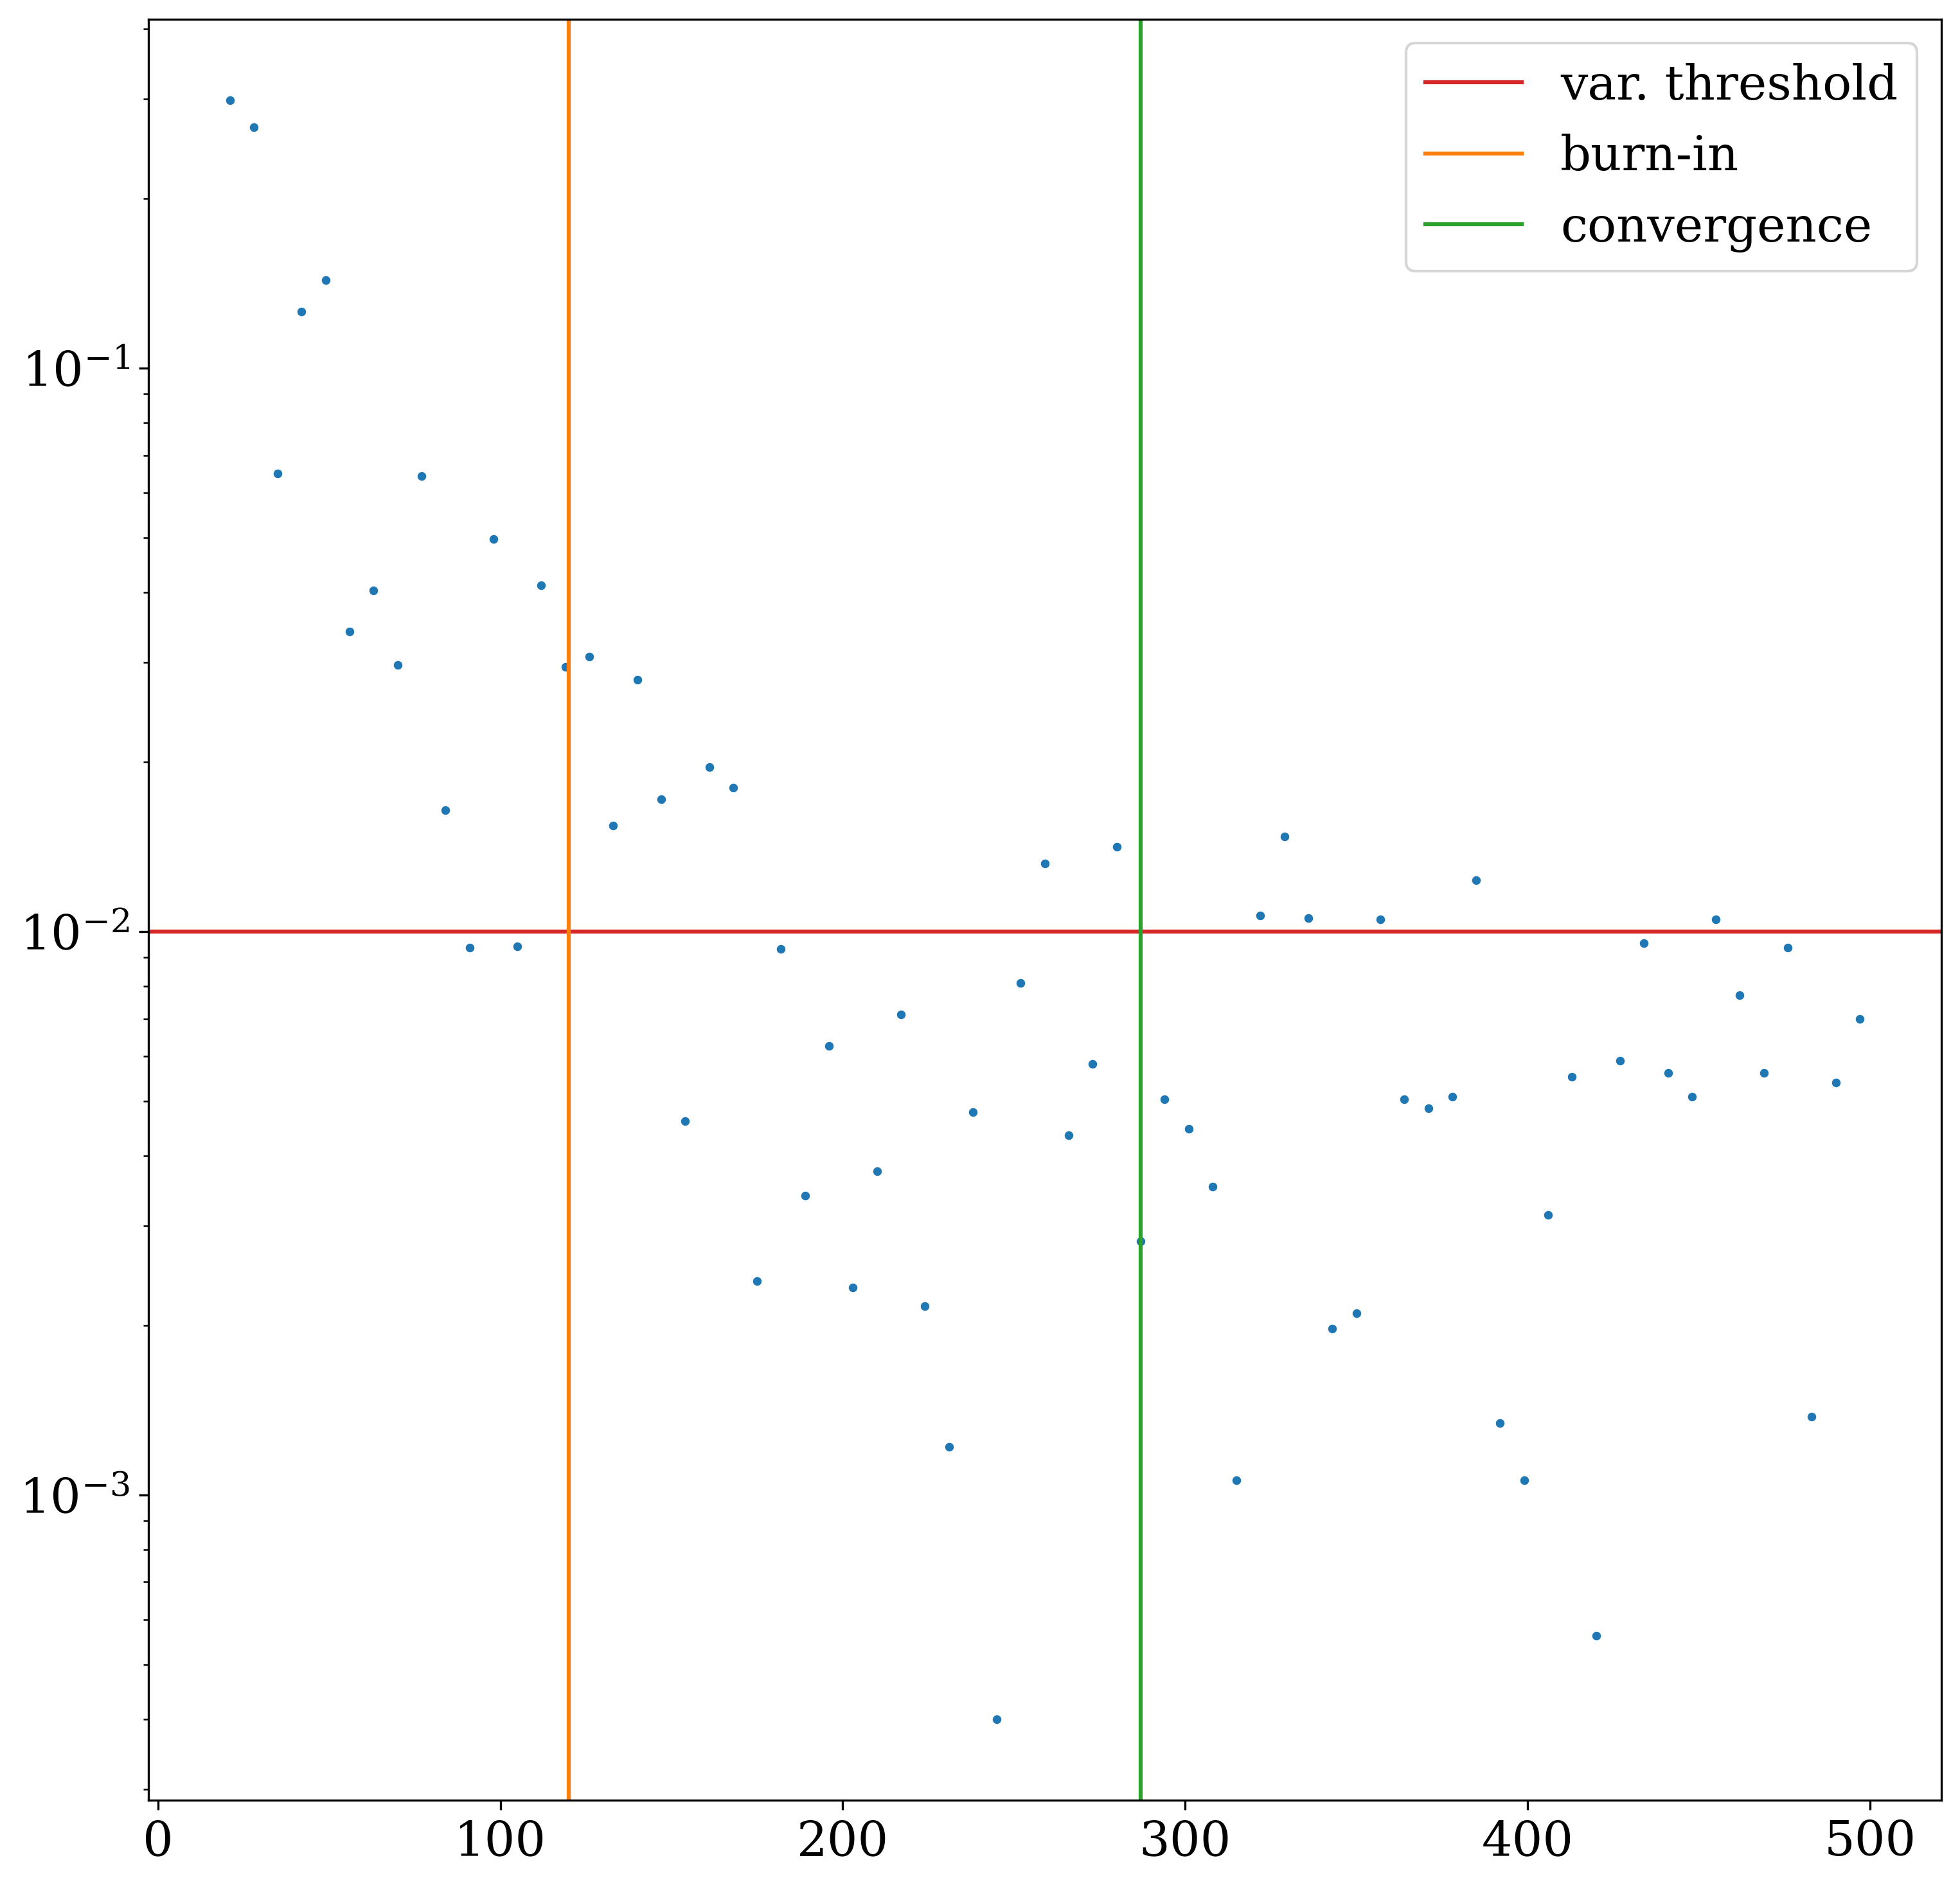 var. threshold
burn-in
convergence
10⁻¹
10⁻²
10⁻³
0 100 200 300 400 500